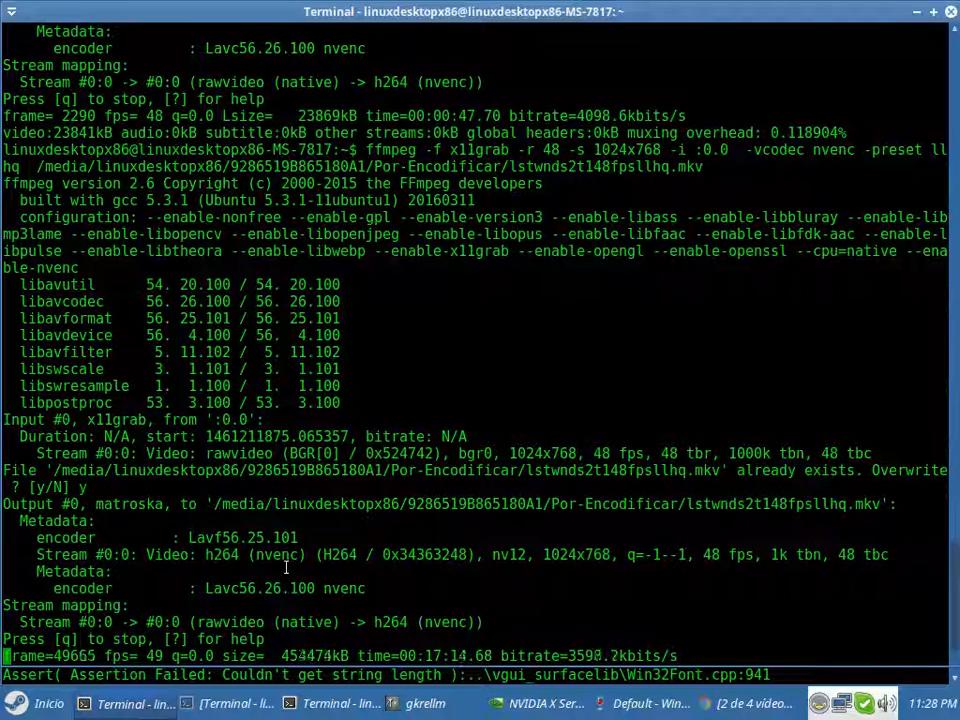 Terminal - linuxdesktopx86@linuxdesktopx86-MS-7817: ~
Metadata:
encoder : Lavc56.26.100 nvenc
Stream mapping:
Stream #0:0 -> #0:0 (rawvideo (native) -> h264 (nvenc))
Press [q] to stop, [?] for help
frame= 2290 fps= 48 q=0.0 Lsize= 23869kB time=00:00:47.70 bitrate=4098.6kbits/s
video:23841kB audio:0kB subtitle:0kB other streams:0kB global headers:0kB muxing overhead: 0.118904%
linuxdesktopx86@linuxdesktopx86-MS-7817:~$ ffmpeg -f x11grab -r 48 -s 1024x768 -i :0.0 -vcodec nvenc -preset ll
hq /media/linuxdesktopx86/9286519B865180A1/Por-Encodificar/lstwnds2t148fpsllhq.mkv
ffmpeg version 2.6 Copyright (c) 2000-2015 the FFmpeg developers
built with gcc 5.3.1 (Ubuntu 5.3.1-11ubuntu1) 20160311
configuration: --enable-nonfree --enable-gpl --enable-version3 --enable-libass --enable-libbluray --enable-lib
mp3lame --enable-libopencv --enable-libopenjpeg --enable-libopus --enable-libfaac --enable-libfdk-aac --enable-l
ibpulse --enable-libtheora --enable-libwebp --enable-x11grab --enable-opengl --enable-openssl --cpu=native --ena
ble-nvenc
libavutil 54. 20.100 / 54. 20.100
libavcodec 56. 26.100 / 56. 26.100
libavformat 56. 25.101 / 56. 25.101
libavdevice 56. 4.100 / 56. 4.100
libavfilter 5. 11.102 / 5. 11.102
libswscale 3. 1.101 / 3. 1.101
libswresample 1. 1.100 / 1. 1.100
libpostproc 53. 3.100 / 53. 3.100
Input #0, x11grab, from ':0.0':
Duration: N/A, start: 1461211875.065357, bitrate: N/A
Stream #0:0: Video: rawvideo (BGR[0] / 0x524742), bgr0, 1024x768, 48 fps, 48 tbr, 1000k tbn, 48 tbc
File '/media/linuxdesktopx86/9286519B865180A1/Por-Encodificar/lstwnds2t148fpsllhq.mkv' already exists. Overwrite
? [y/N] y
Output #0, matroska, to '/media/linuxdesktopx86/9286519B865180A1/Por-Encodificar/lstwnds2t148fpsllhq.mkv':
Metadata:
encoder : Lavf56.25.101
Stream #0:0: Video: h264 (nvenc) (H264 / 0x34363248), nv12, 1024x768, q=-1--1, 48 fps, 1k tbn, 48 tbc
Metadata:
encoder : Lavc56.26.100 nvenc
Stream mapping:
Stream #0:0 -> #0:0 (rawvideo (native) -> h264 (nvenc))
Press [q] to stop, [?] for help
fps= 49 q=0.0 size= 454474kB time=00:17:14.68
Assert( Assertion Failed: Couldn't get string length ):..\vgui_surfacelib\Win32Font.cpp:941
Inicio
Terminal - lin...
[Terminal - li...
Terminal - lin...
gkrellm
NVIDIA X Ser...
Default - Win...
[2 de 4 video...
11:28 PM